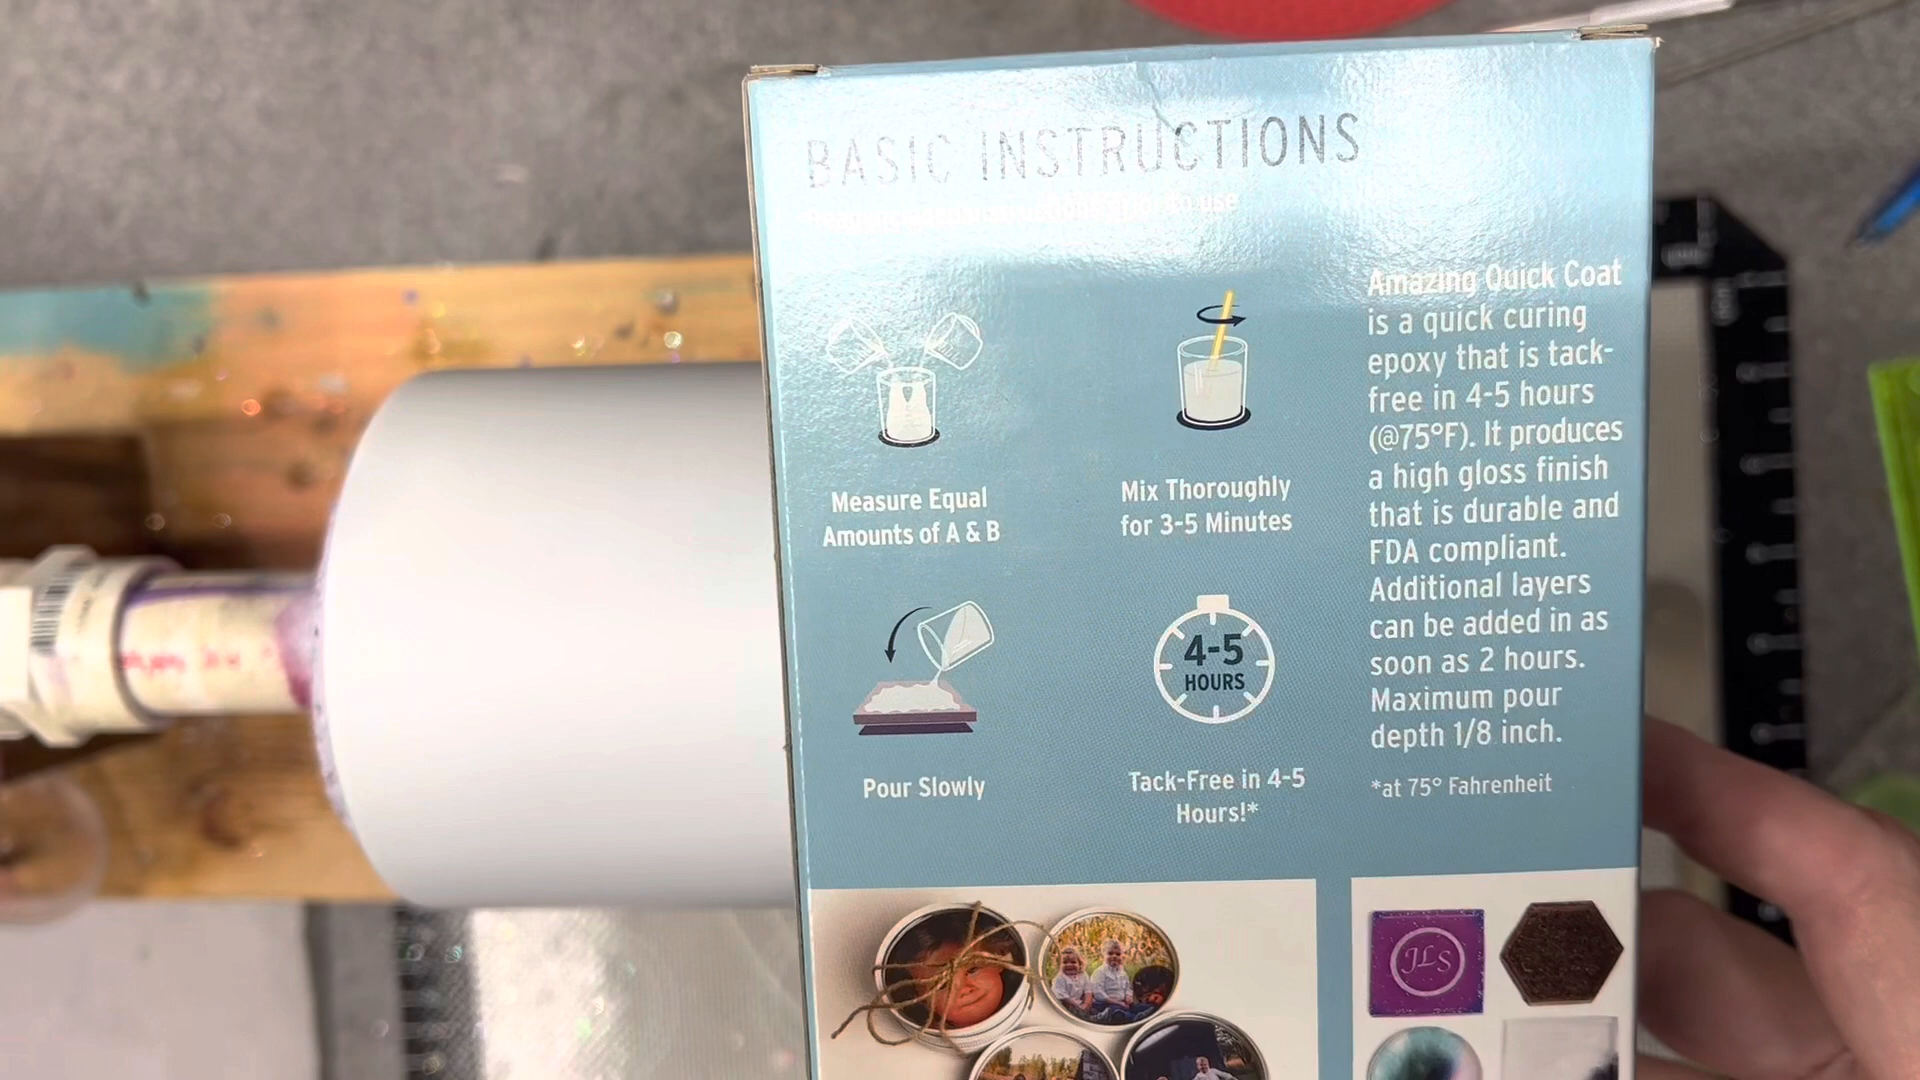 BASIC INSTRUCTIONS
to use
Measure Equal
Amounts of A & B
Mix Thoroughly
for 3-5 Minutes
Pour Slowly
4-5
HOURS
Tack-Free in 4-5
Hours!*
Amazing Quick Coat
is a quick curing
epoxy that is tack-
free in 4-5 hours
(@75°F). It produces
a high gloss finish
that is durable and
FDA compliant.
Additional layers
can be added in as
soon as 2 hours.
Maximum pour
depth 1/8 inch.
*at 75° Fahrenheit
JLS